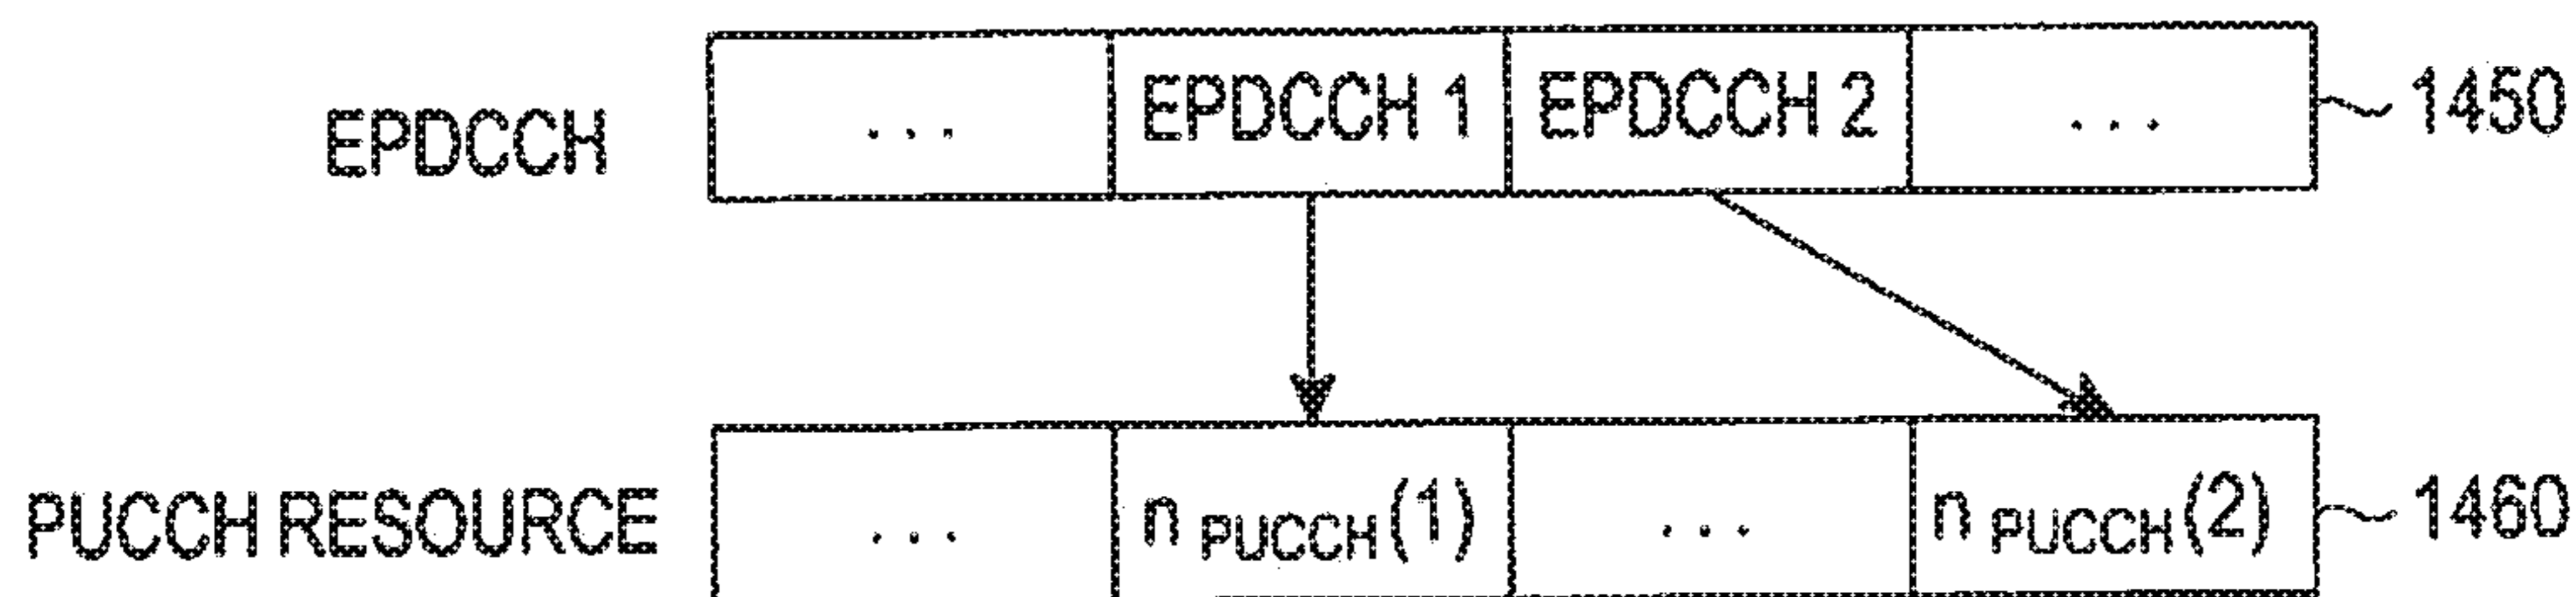 EPDCCH ... EPDCCH 1 EPDCCH 2 ... 1450
PUCCH RESOURCE ... n PUCCH(1) ... n PUCCH(2) 1460